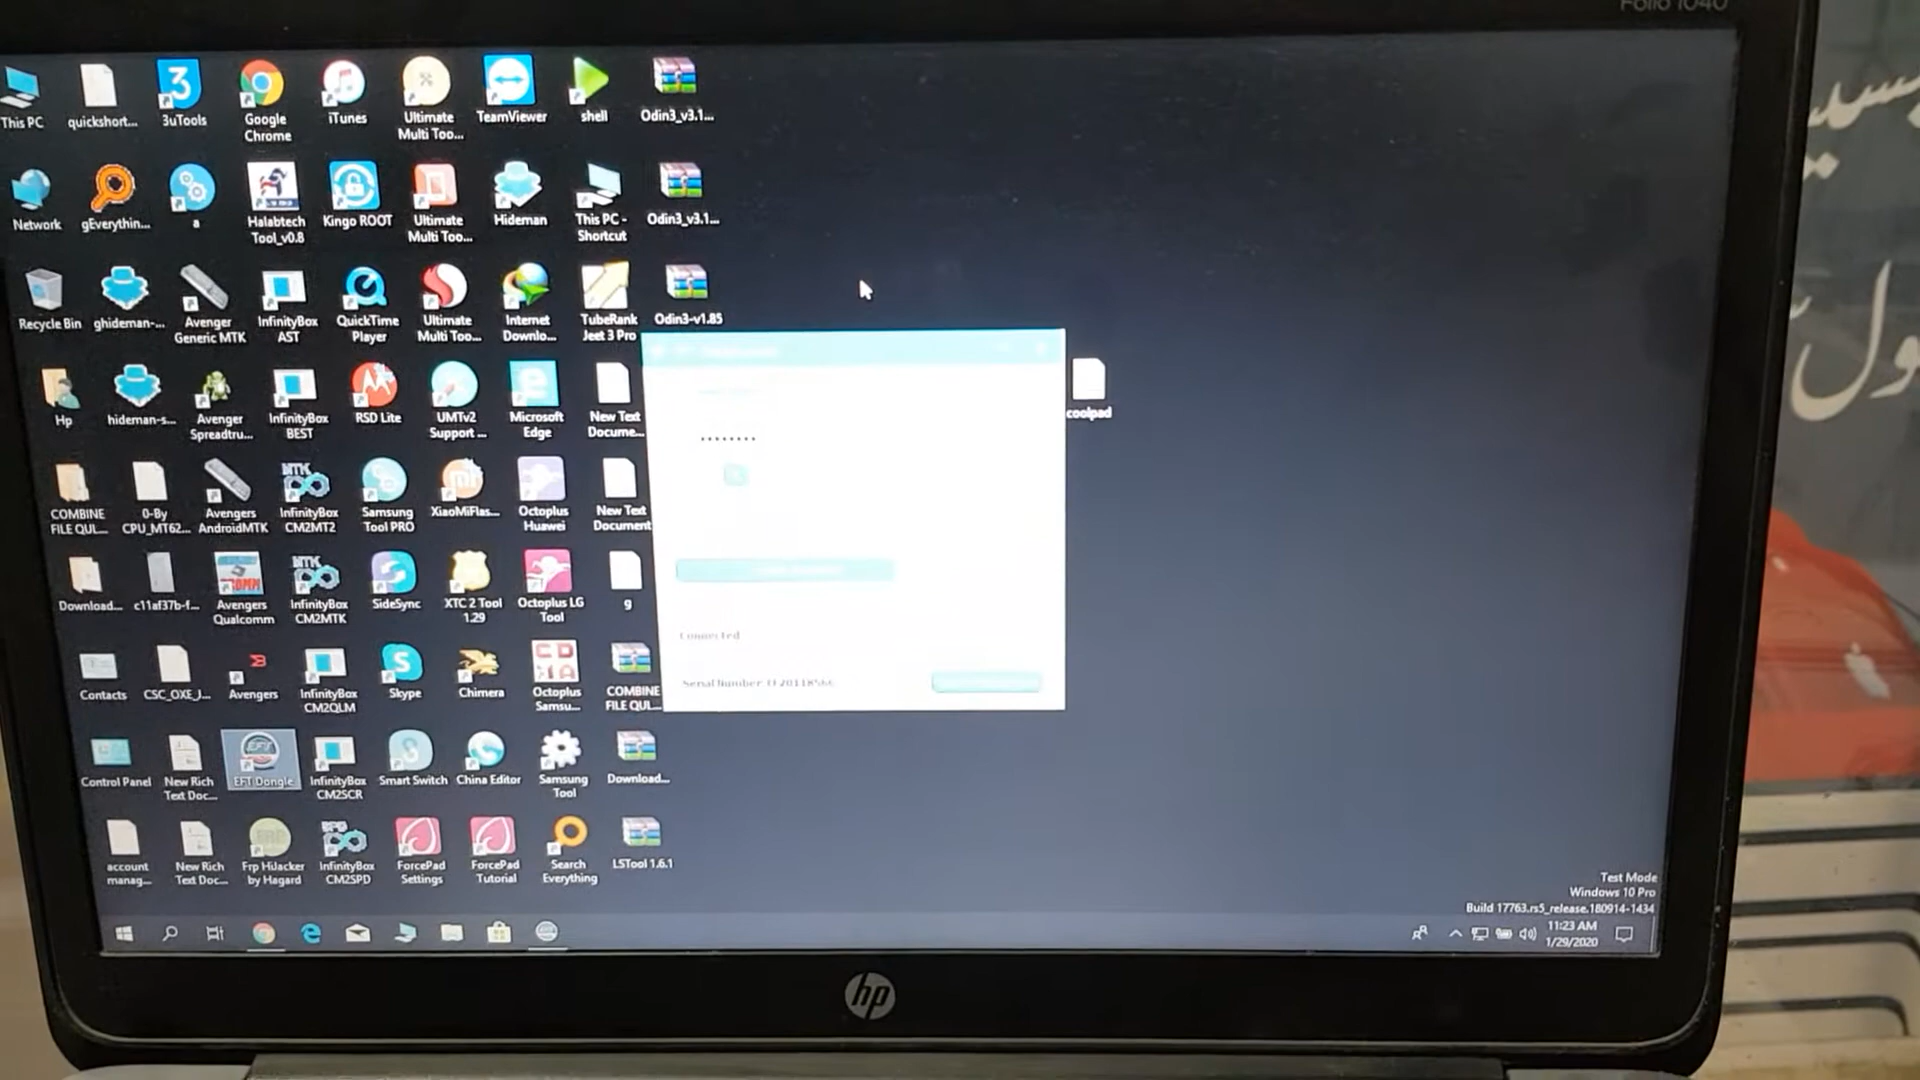 Folio 1040
This PC
quickshort...
3uTools
Google
Chrome
iTunes
Ultimate
Multi Too...
TeamViewer
shell
Odin3_v3.1...
Network
gEverythin...
a
Halabtech
Tool_v0.8
Kingo ROOT
Ultimate
Multi Too...
Hideman
This PC -
Shortcut
Odin3_v3.1...
Recycle Bin
ghideman-...
Avenger
Generic MTK
InfinityBox
AST
QuickTime
Player
Ultimate
Multi Too...
Internet
Downlo...
TubeRank
Jeet 3 Pro
Odin3-v1.85
Hp
hideman-s...
Avenger
Spreadtru...
InfinityBox
BEST
RSD Lite
UMTv2
Support ...
Microsoft
Edge
New Text
Docume...
coolpad
COMBINE
FILE QUL...
0-By
CPU_MT62...
Avengers
AndroidMTK
InfinityBox
CM2MT2
Samsung
Tool PRO
XiaoMiFlas...
Octoplus
Huawei
New Text
Document
Download...
c11af37b-f...
Avengers
Qualcomm
InfinityBox
CM2MTK
SideSync
XTC 2 Tool
1.29
Octoplus LG
Tool
g
Connected
Contacts
CSC_OXE_J...
Avengers
InfinityBox
CM2QLM
Skype
Chimera
Octoplus
Samsu...
COMBINE
FILE QUL...
Serial Number:
Control Panel
New Rich
Text Doc...
EFT Dongle
InfinityBox
CM2SCR
Smart Switch
China Editor
Samsung
Tool
Download...
account
manag...
New Rich
Text Doc...
Frp HiJacker
by Hagard
InfinityBox
CM2SPD
ForcePad
Settings
ForcePad
Tutorial
Search
Everything
LSTool 1.6.1
Test Mode
Windows 10 Pro
Build 17763.rs5_release.180914-1434
11:23 AM
1/29/2020
hp